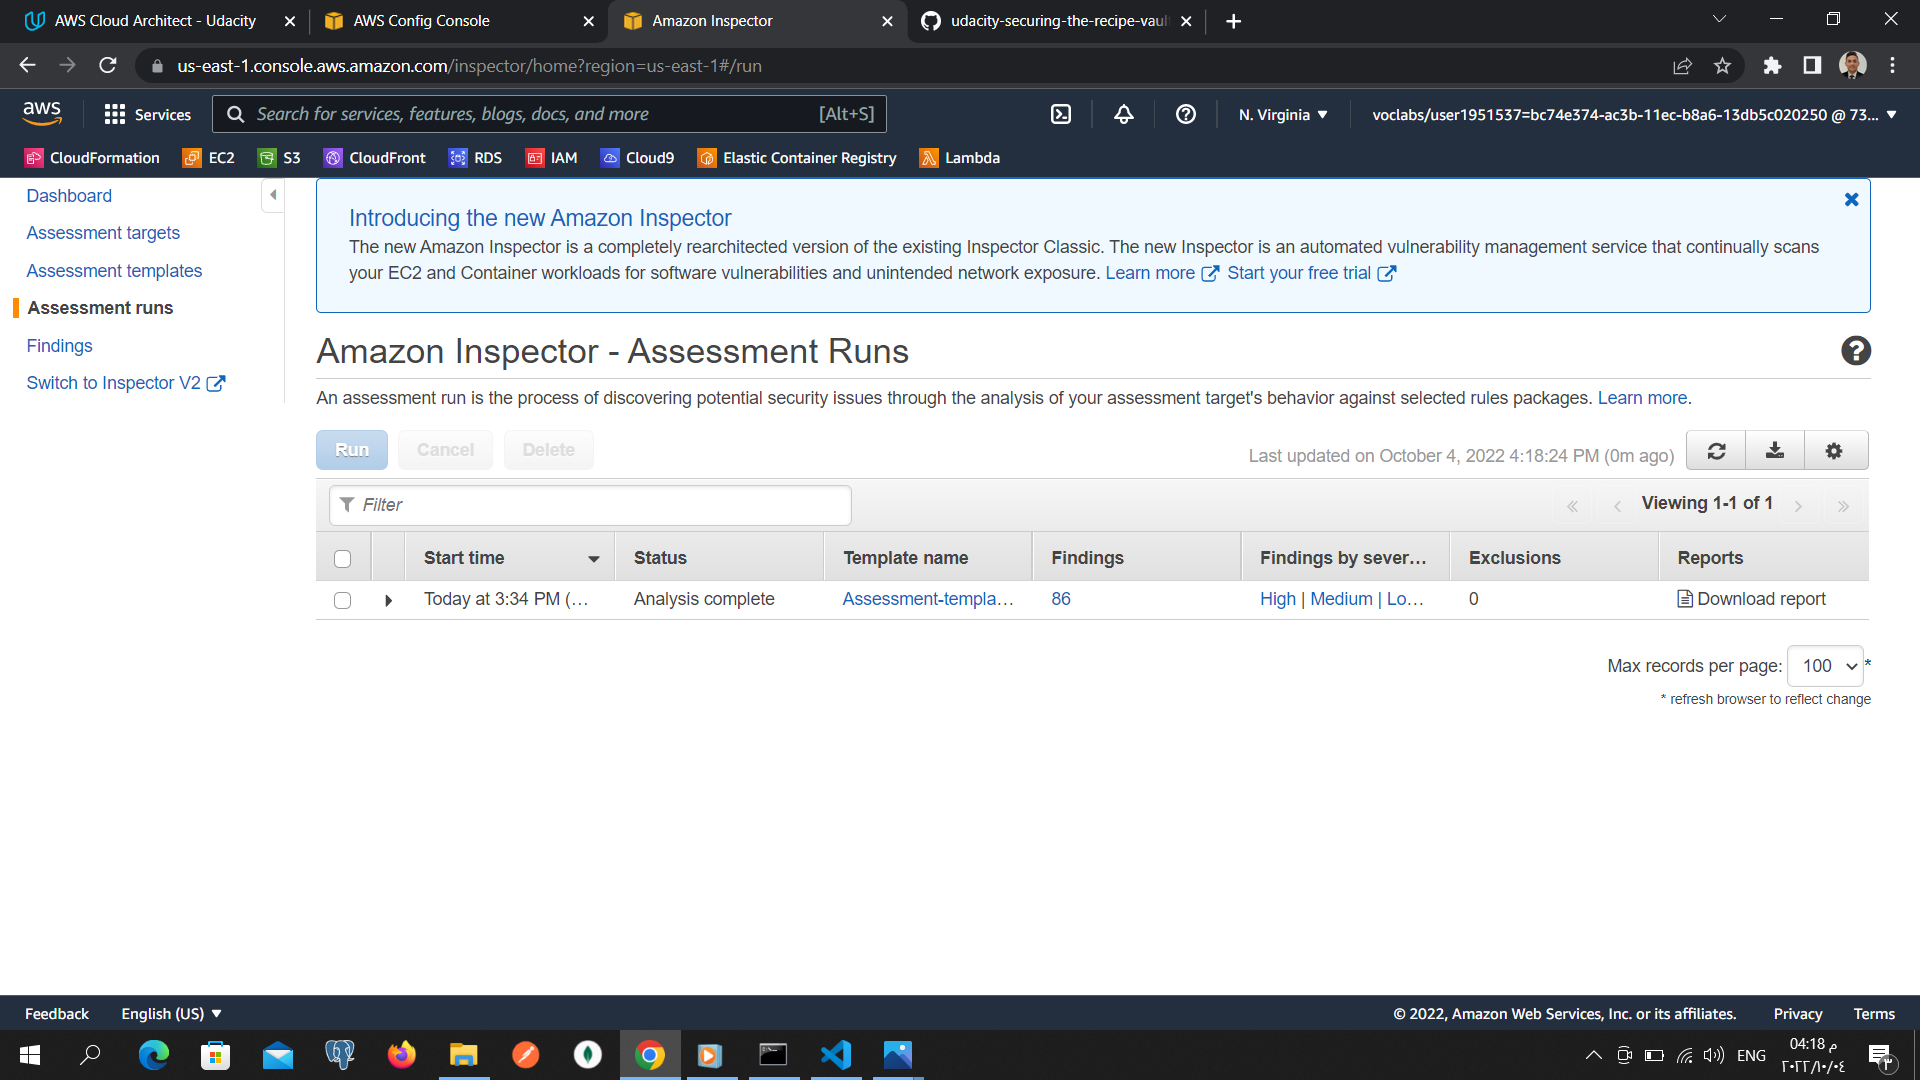 AWS Cloud Architect - Udacity
AWS Config Console
Amazon Inspector
udacity-securing-the-recipe-vaul
us-east-1.console.aws.amazon.com/inspector/home?region=us-east-1#/run
aws
Services
Search for services, features, blogs, docs, and more
[Alt+S]
N. Virginia
voclabs/user1951537=bc74e374-ac3b-11ec-b8a6-13db5c020250 @ 73...
CloudFormation
EC2
S3
CloudFront
RDS
IAM
Cloud9
Elastic Container Registry
Lambda
Dashboard
Assessment targets
Assessment templates
Assessment runs
Findings
Switch to Inspector V2
Introducing the new Amazon Inspector
The new Amazon Inspector is a completely rearchitected version of the existing Inspector Classic. The new Inspector is an automated vulnerability management service that continually scans
your EC2 and Container workloads for software vulnerabilities and unintended network exposure. Learn more Start your free trial
Amazon Inspector - Assessment Runs
An assessment run is the process of discovering potential security issues through the analysis of your assessment target's behavior against selected rules packages. Learn more.
Run
Cancel
Delete
Last updated on October 4, 2022 4:18:24 PM (0m ago)
Filter
Viewing 1-1 of 1
Start time
Status
Template name
Findings
Findings by sever...
Exclusions
Reports
Today at 3:34 PM (...
Analysis complete
Assessment-templa...
86
High | Medium | Lo...
0
Download report
Max records per page: 100 *
* refresh browser to reflect change
Feedback
English (US)
© 2022, Amazon Web Services, Inc. or its affiliates.
Privacy
Terms
ENG
04:18 م
٢٠٢٢/١٠/٠٤
٣